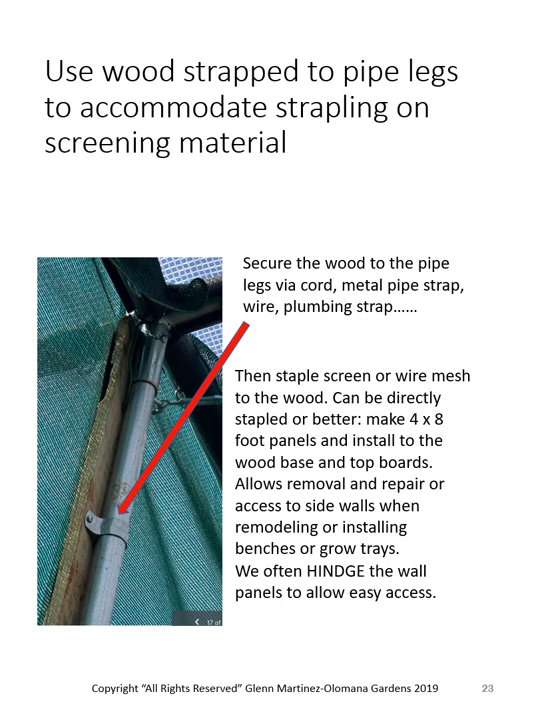 Use wood strapped to pipe legs
to accommodate strapling on
screening material
Secure the wood to the pipe
legs via cord, metal pipe strap,
wire, plumbing strap……
Then staple screen or wire mesh
to the wood. Can be directly
stapled or better: make 4 x 8
foot panels and install to the
wood base and top boards.
Allows removal and repair or
access to side walls when
remodeling or installing
benches or grow trays.
We often HINDGE the wall
panels to allow easy access.
17 of
Copyright “All Rights Reserved” Glenn Martinez-Olomana Gardens 2019
23